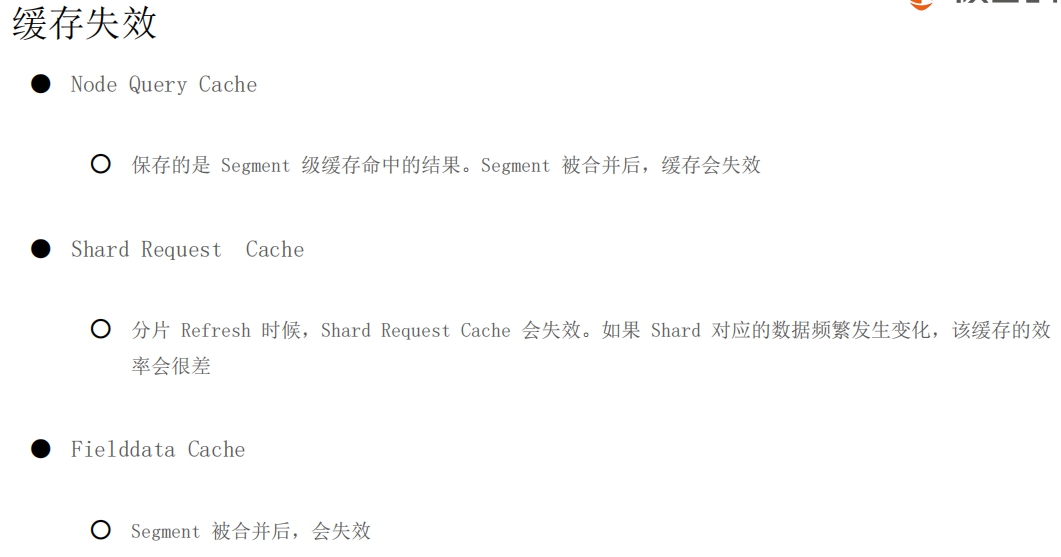 缓存失效
Node Query Cache
保存的是 Segment 级缓存命中的结果。Segment 被合并后，缓存会失效
Shard Request Cache
分片 Refresh 时候，Shard Request Cache 会失效。如果 Shard 对应的数据频繁发生变化，该缓存的效
率会很差
Fielddata Cache
Segment 被合并后，会失效